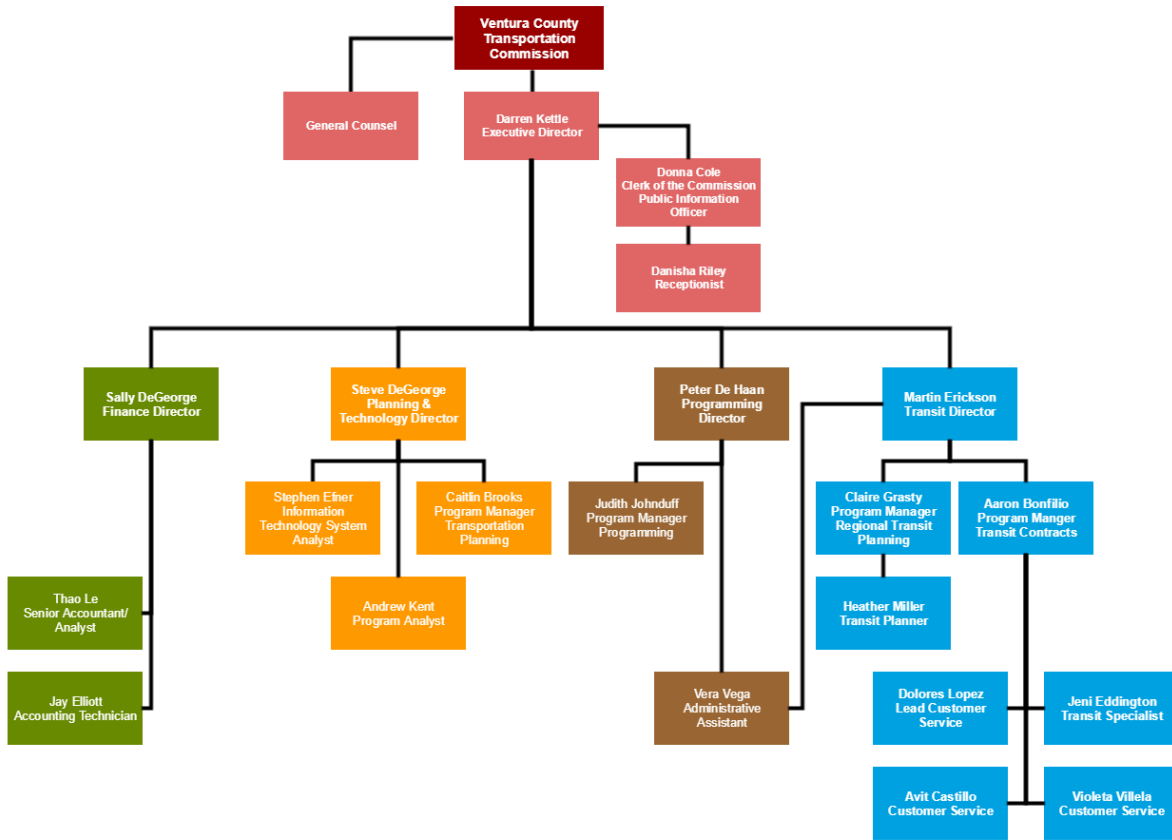 Ventura County
Transportation
Commission
General Counsel
Darren Kettle
Executive Director
Donna Cole
Clerk of the Commission
Public Information
Officer
Danisha Riley
Receptionist
Sally DeGeorge
Finance Director
Steve DeGeorge
Planning &
Technology Director
Peter De Haan
Programming
Director
Martin Erickson
Transit Director
Stephen Efner
Information
Technology System
Analyst
Caitlin Brooks
Program Manager
Transportation
Planning
Judith Johnduff
Program Manager
Programming
Claire Grasty
Program Manager
Regional Transit
Planning
Aaron Bonfilio
Program Manger
Transit Contracts
Thao Le
Senior Accountant/
Analyst
Andrew Kent
Program Analyst
Heather Miller
Transit Planner
Jay Elliott
Accounting Technician
Vera Vega
Administrative
Assistant
Dolores Lopez
Lead Customer
Service
Jeni Eddington
Transit Specialist
Avit Castillo
Customer Service
Violeta Villela
Customer Service